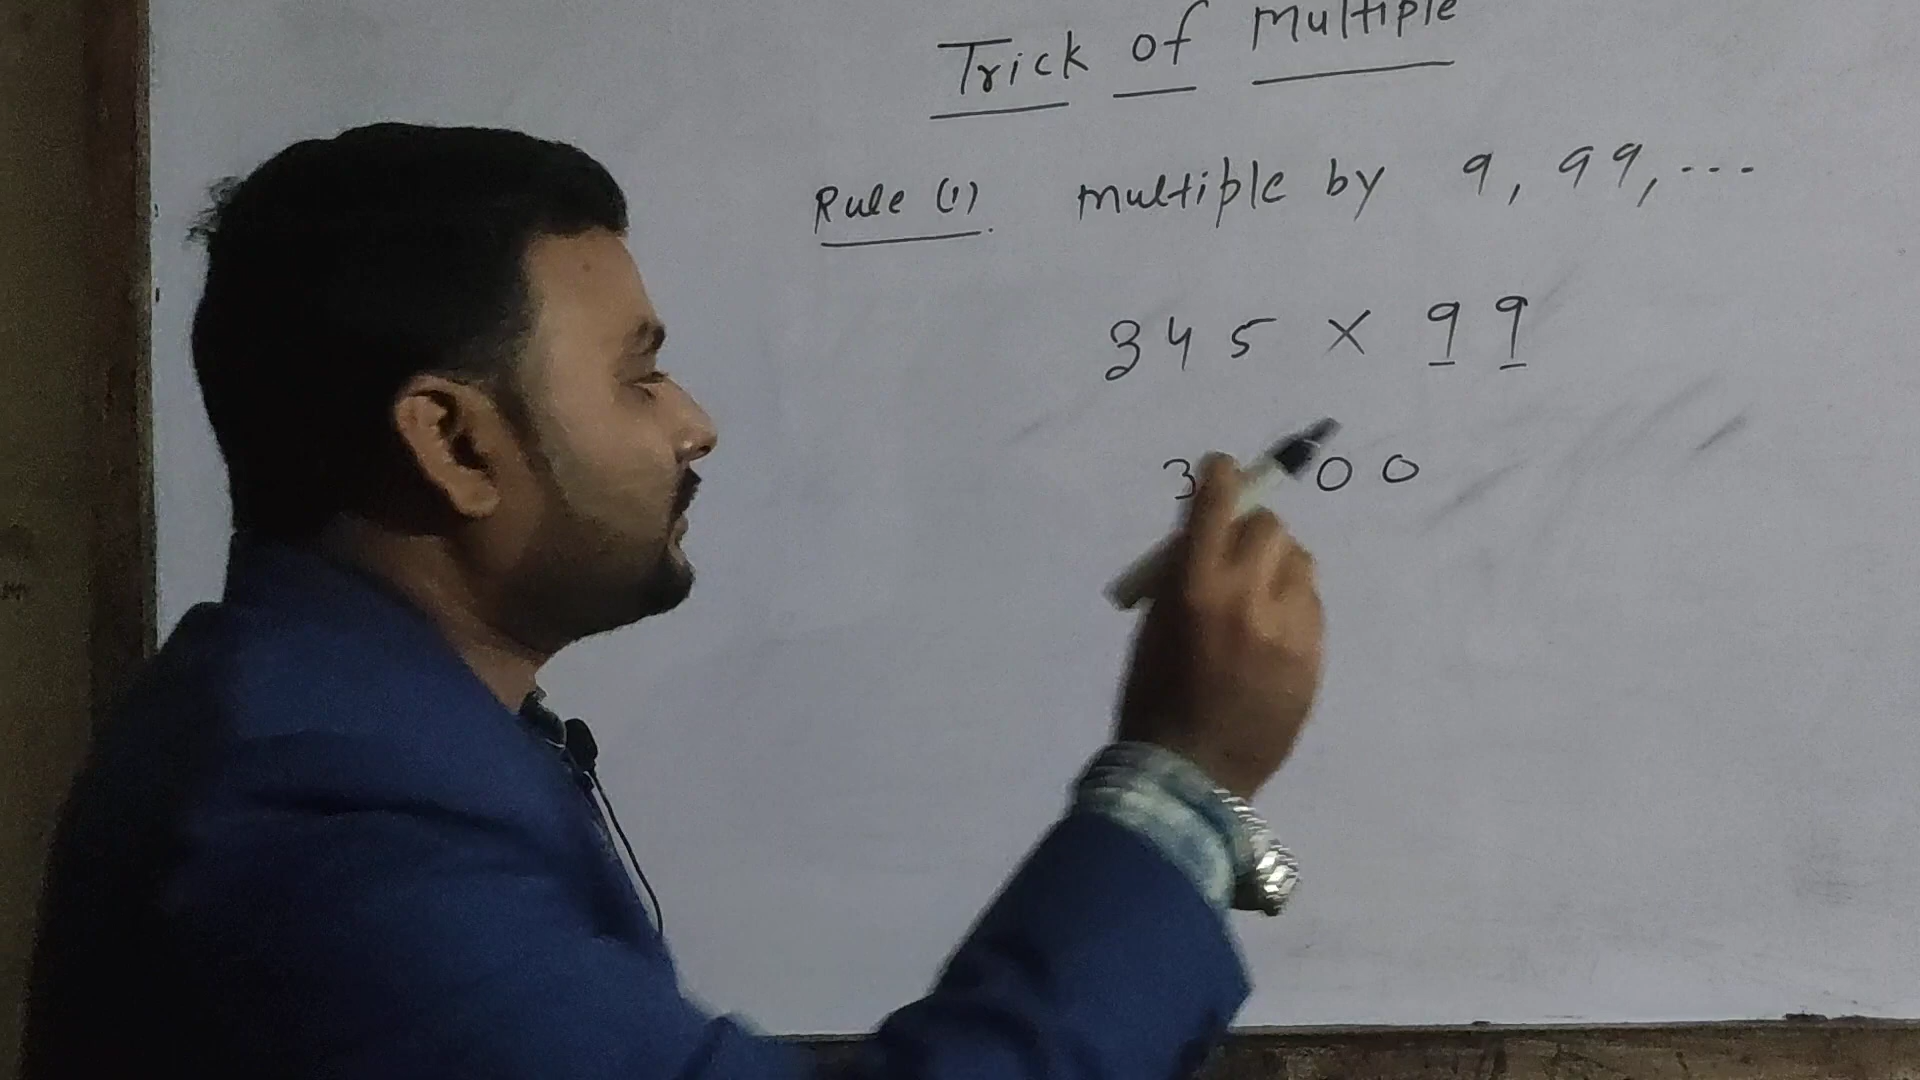 Trick of Multiple
Rule (1) multiple by 9, 99, ...
345 × 99
3 00